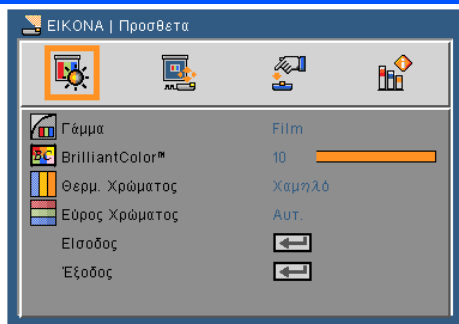 ΕΙΚΟΝΑ | Προσθετα
Γάμμα Film
BrilliantColor™ 10
Θερμ. Χρώματος Χαμηλό
Εύρος Χρώματος Αυτ.
ΕΙσοδος
Έξοδος